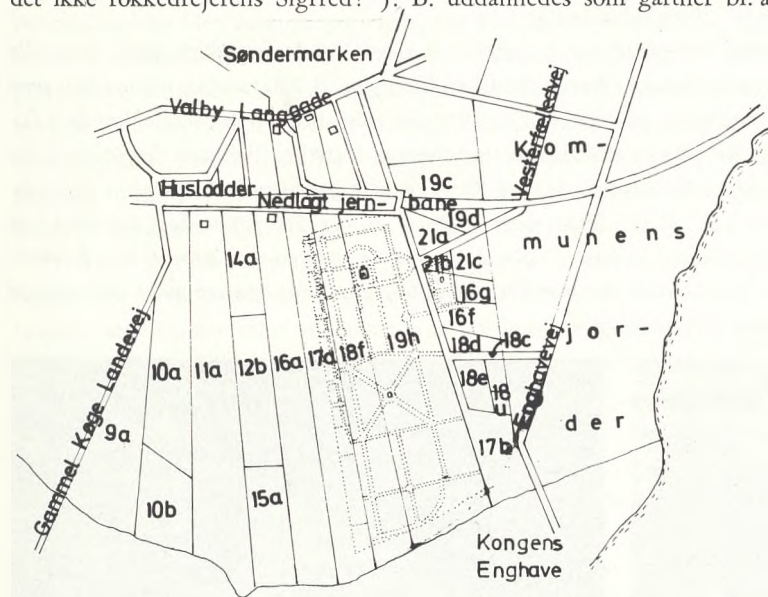 det ikke rokkedrejerens Sigfred? J. B. uddannedes som gartner bl. a
Søndermarken
Valby Langgade
Vesterfælledvej
Kom-
19c
Huslodder
Nedlagt jern-
bane
19d
21a
munens
14a
21b
21c
16g
16f
jor-
18c
18d
10a
11a
12b
16a
17a
18f
19h
18e
18
u
Enghavevej
9a
der
17b
Gammel Køge Landevej
10b
15a
Kongens
Enghave